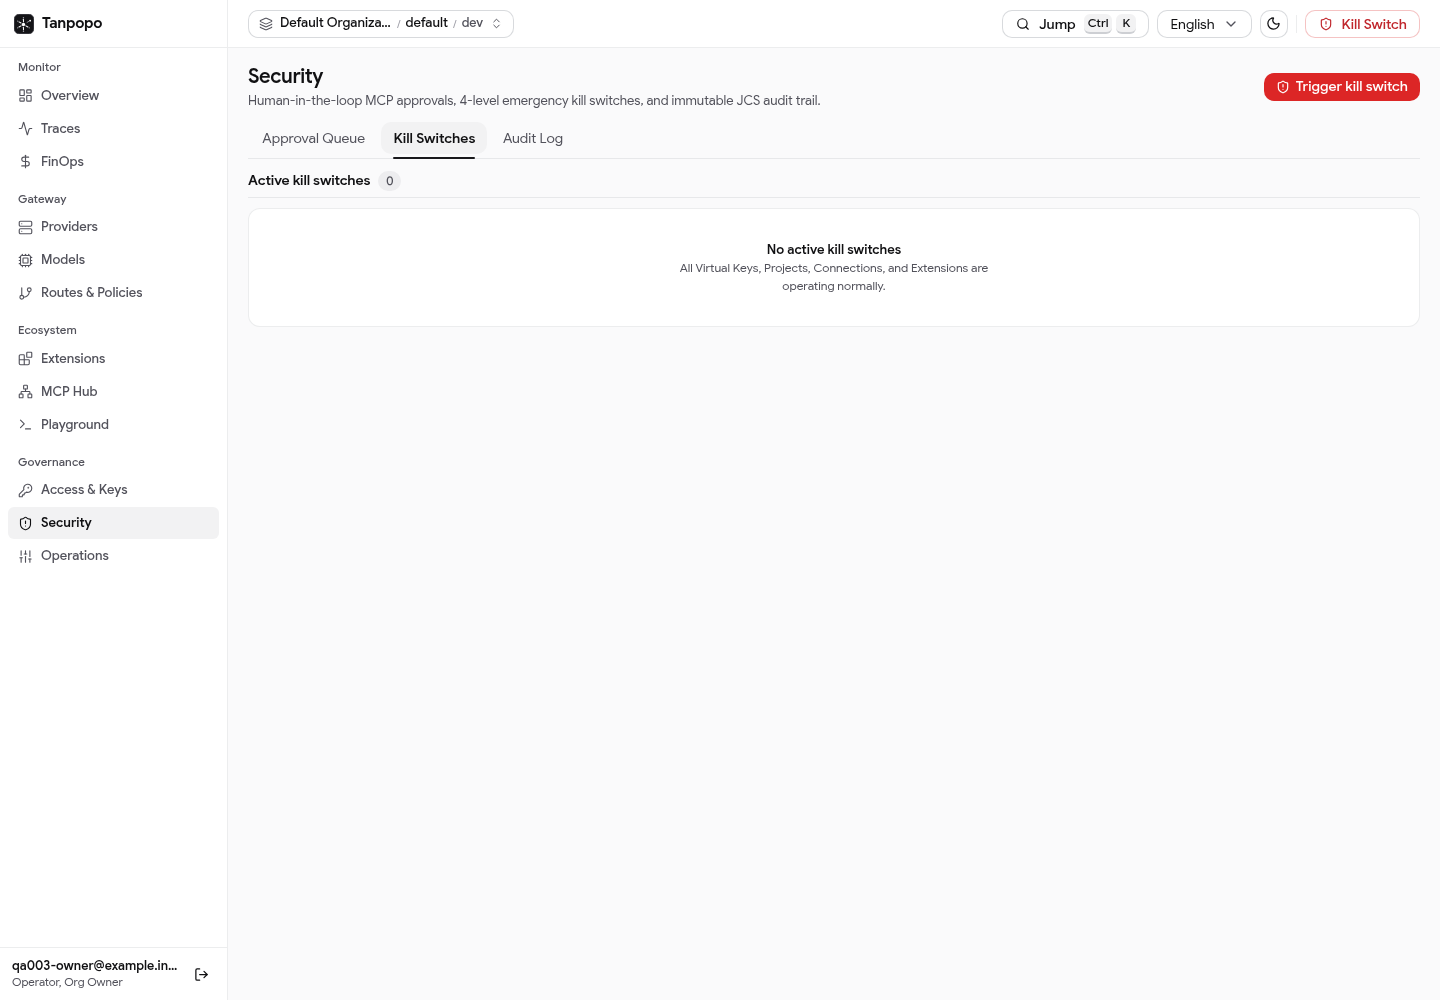 Tanpopo
Default Organiza... / default / dev
Jump Ctrl K
English
Kill Switch
Monitor
Overview
Traces
FinOps
Gateway
Providers
Models
Routes & Policies
Ecosystem
Extensions
MCP Hub
Playground
Governance
Access & Keys
Security
Operations
qa003-owner@example.in...
Operator, Org Owner
Security
Human-in-the-loop MCP approvals, 4-level emergency kill switches, and immutable JCS audit trail.
Trigger kill switch
Approval Queue Kill Switches Audit Log
Active kill switches 0
No active kill switches
All Virtual Keys, Projects, Connections, and Extensions are
operating normally.